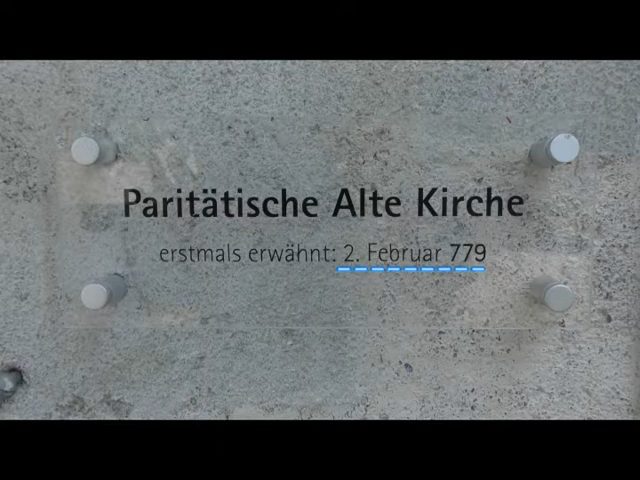 Paritätische Alte Kirche
erstmals erwähnt: 2. Februar 779